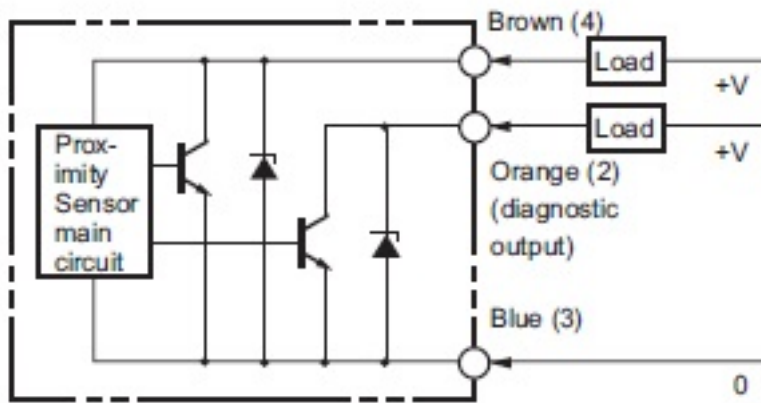 Brown (4)
Load
+V
Load
+V
Prox-
imity
Sensor
main
circuit
Orange (2)
(diagnostic
output)
Blue (3)
0